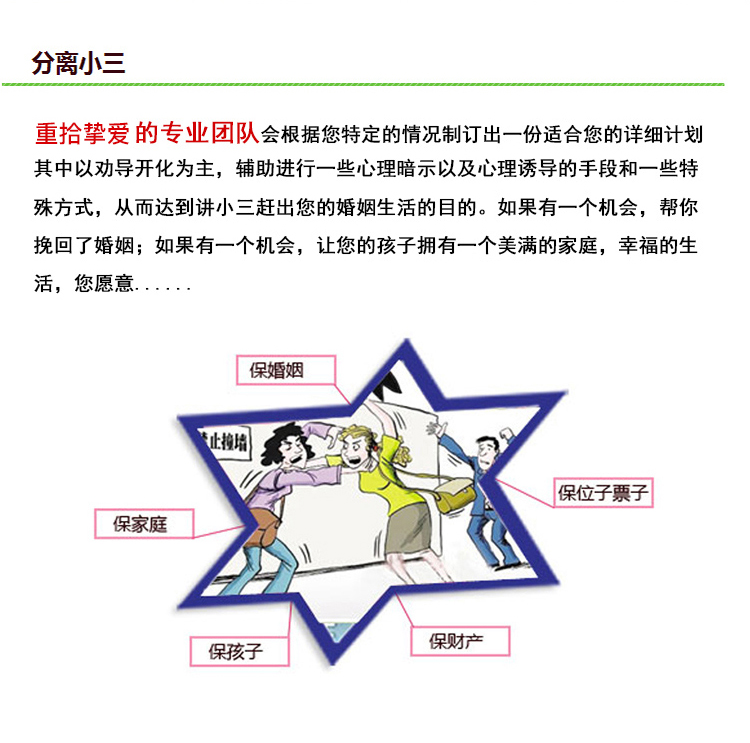 分离小三
重拾挚爱的专业团队会根据您特定的情况制订出一份适合您的详细计划
其中以劝导开化为主，辅助进行一些心理暗示以及心理诱导的手段和一些特
殊方式，从而达到讲小三赶出您的婚姻生活的目的。如果有一个机会，帮你
挽回了婚姻；如果有一个机会，让您的孩子拥有一个美满的家庭，幸福的生
活，您愿意......
保婚姻
止撞墙
保位子票子
保家庭
保孩子
保财产